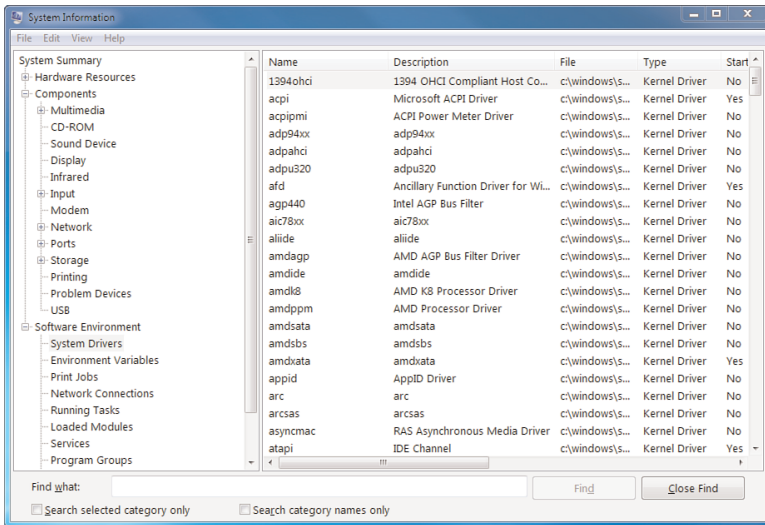 System Information
File Edit View Help
System Summary
Hardware Resources
Components
Multimedia
CD-ROM
Sound Device
Display
Infrared
Input
Modem
Network
Ports
Storage
Printing
Problem Devices
USB
Software Environment
System Drivers
Environment Variables
Print Jobs
Network Connections
Running Tasks
Loaded Modules
Services
Program Groups
Name Description File Type Start
1394ohci 1394 OHCI Compliant Host Co... c:\windows\s... Kernel Driver No
acpi Microsoft ACPI Driver c:\windows\s... Kernel Driver Yes
acpipmi ACPI Power Meter Driver c:\windows\s... Kernel Driver No
adp94xx adp94xx c:\windows\s... Kernel Driver No
adpahci adpahci c:\windows\s... Kernel Driver No
adpu320 adpu320 c:\windows\s... Kernel Driver No
afd Ancillary Function Driver for Wi... c:\windows\s... Kernel Driver Yes
agp440 Intel AGP Bus Filter c:\windows\s... Kernel Driver No
aic78xx aic78xx c:\windows\s... Kernel Driver No
aliide aliide c:\windows\s... Kernel Driver No
amdagp AMD AGP Bus Filter Driver c:\windows\s... Kernel Driver No
amdide amdide c:\windows\s... Kernel Driver No
amdk8 AMD K8 Processor Driver c:\windows\s... Kernel Driver No
amdppm AMD Processor Driver c:\windows\s... Kernel Driver No
amdsata amdsata c:\windows\s... Kernel Driver No
amdsbs amdsbs c:\windows\s... Kernel Driver No
amdxata amdxata c:\windows\s... Kernel Driver Yes
appid AppID Driver c:\windows\s... Kernel Driver No
arc arc c:\windows\s... Kernel Driver No
arcsas arcsas c:\windows\s... Kernel Driver No
asyncmac RAS Asynchronous Media Driver c:\windows\s... Kernel Driver No
atapi IDE Channel c:\windows\s... Kernel Driver Yes
Find what: Find Close Find
Search selected category only Search category names only